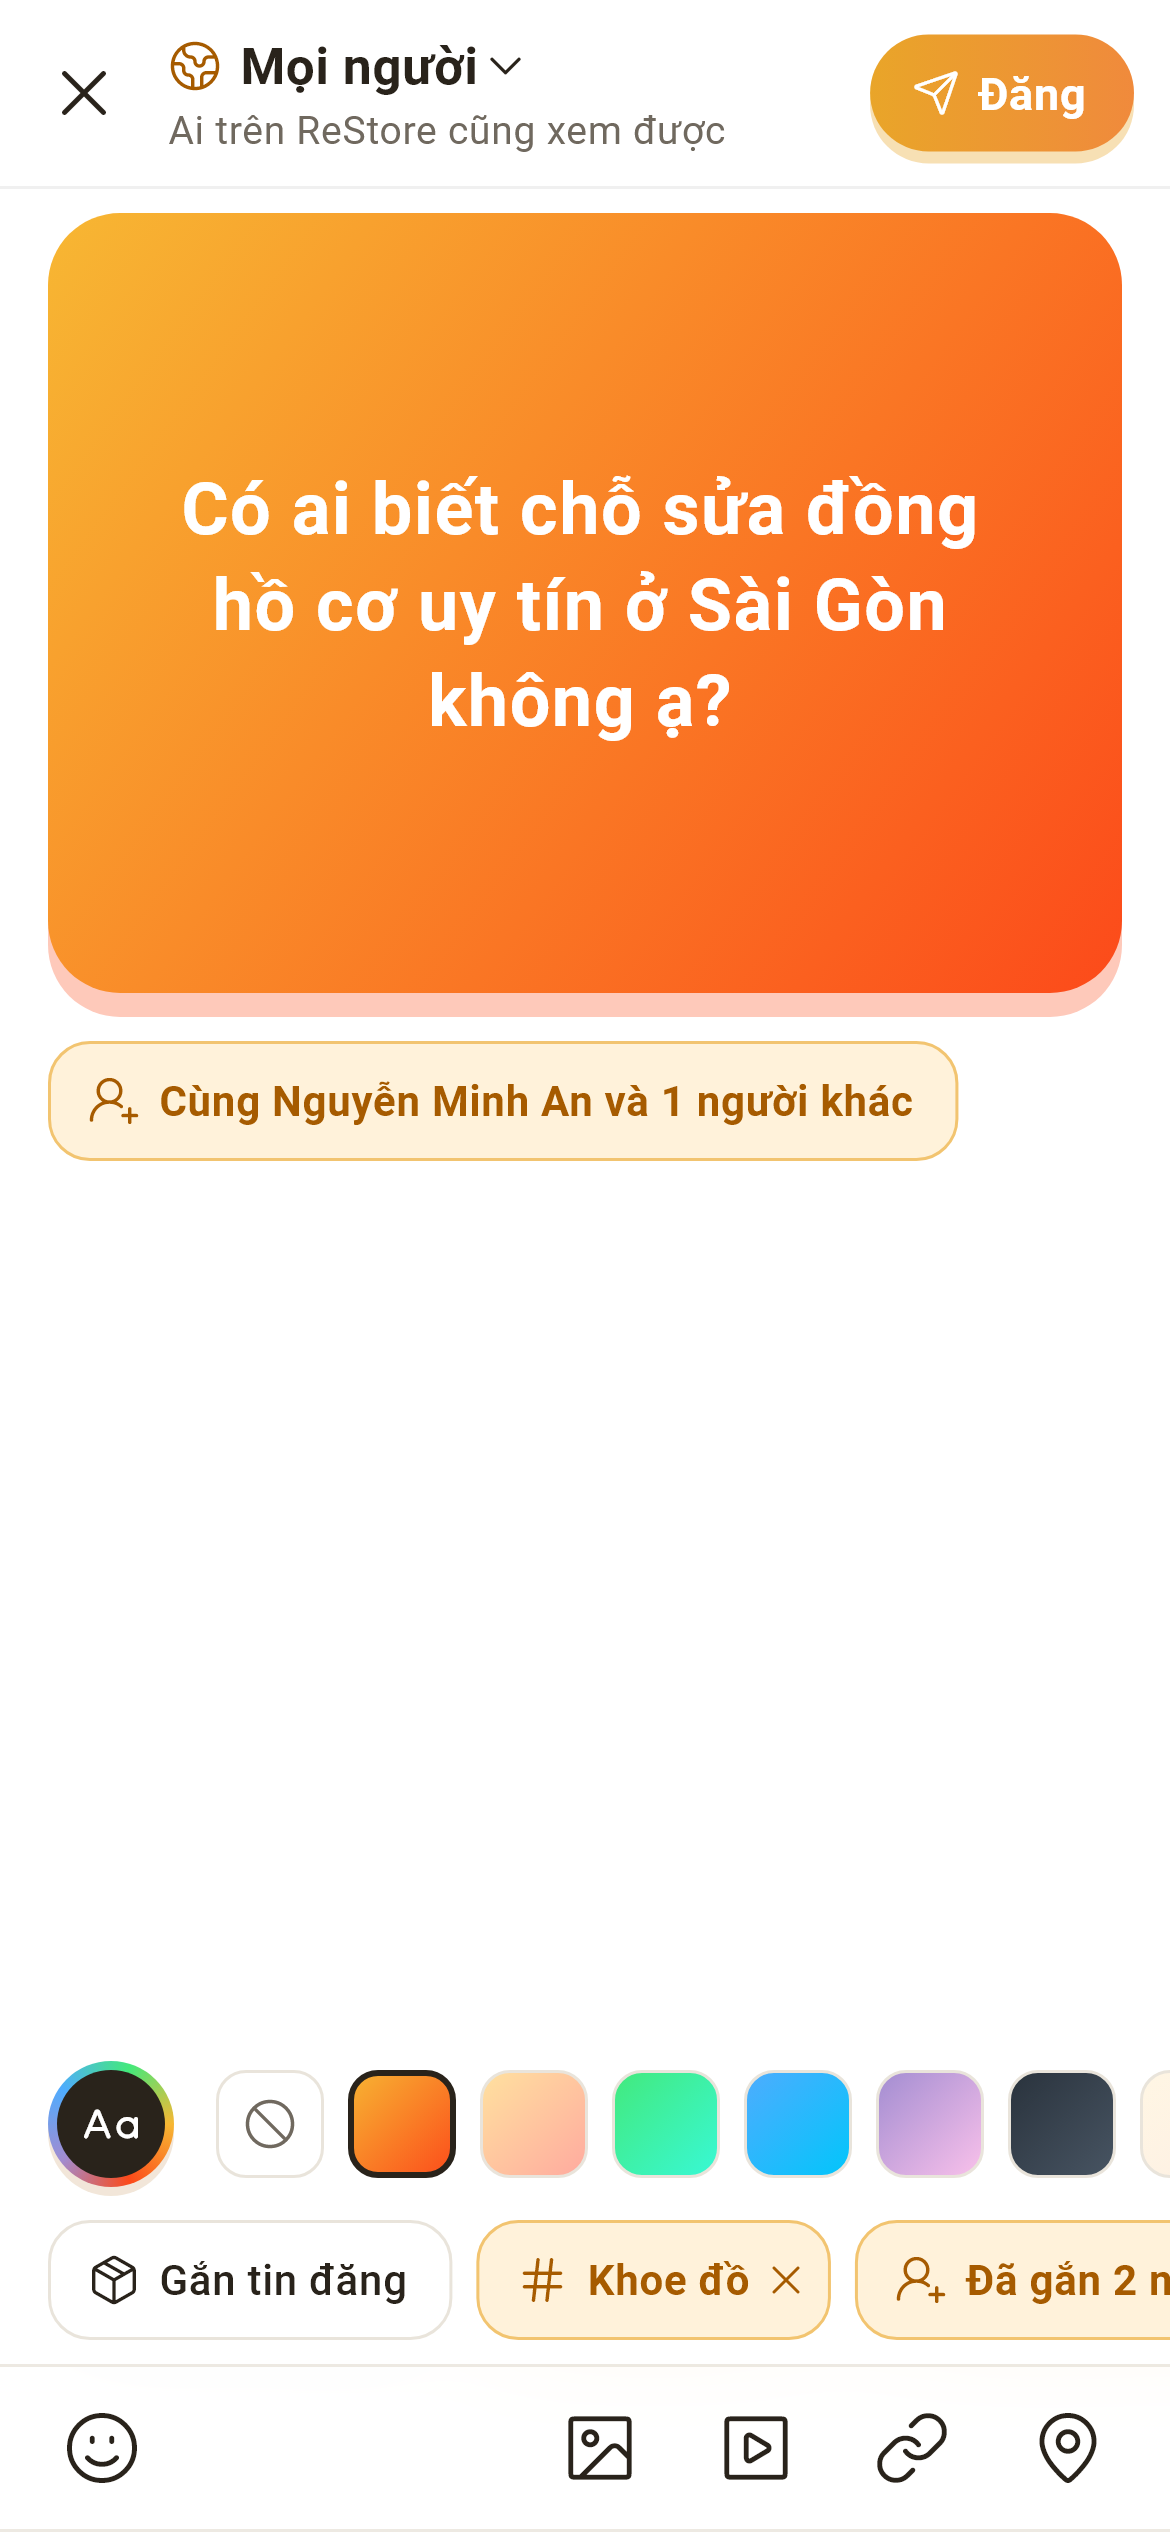 Mọi người
Đăng
Ai trên ReStore cũng xem được
Có ai biết chỗ sửa đồng
hồ cơ uy tín ở Sài Gòn
không ạ?
Cùng Nguyễn Minh An và 1 người khác
Aa
Gắn tin đăng
Khoe đồ
Đã gắn 2